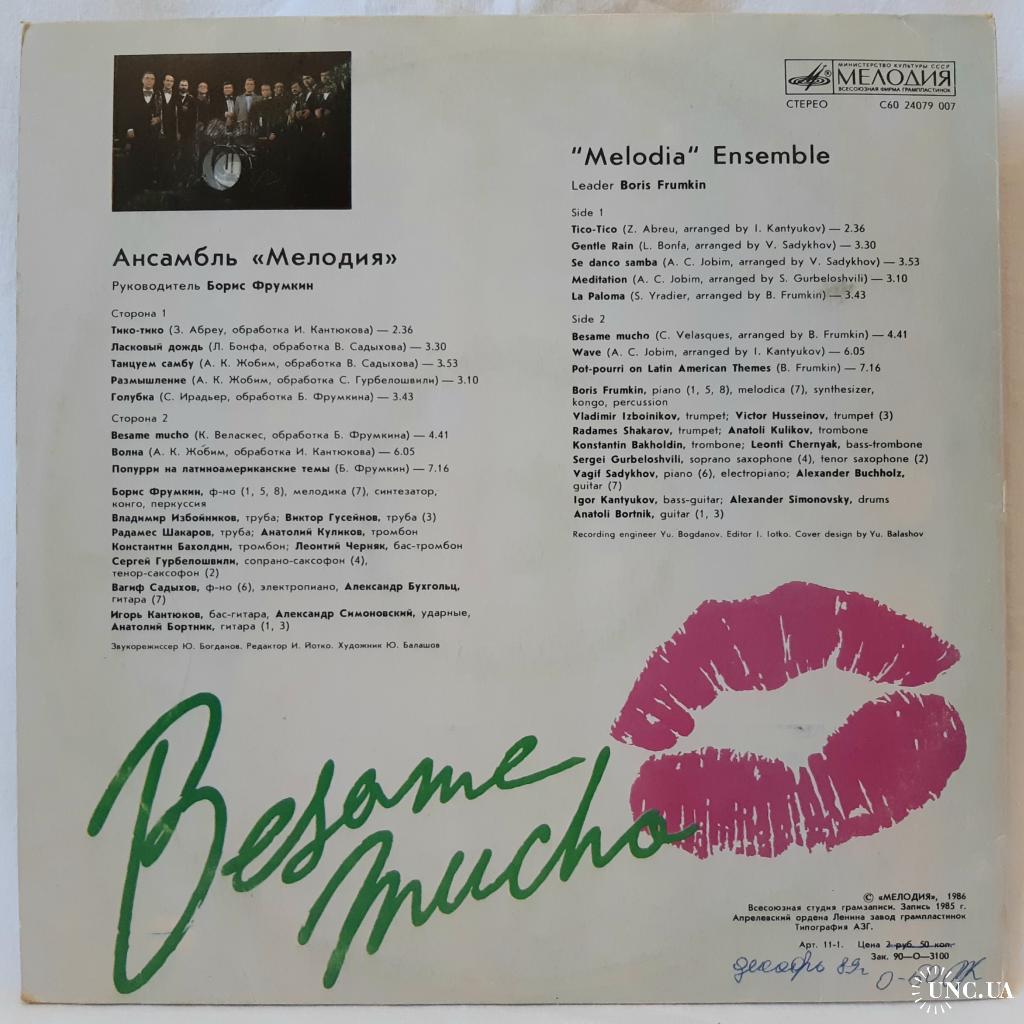 МИНИСТЕРСТВО КУЛЬТУРЫ СССР
МЕЛОДИЯ
ВСЕСОЮЗНАЯ ФИРМА ГРАМПЛАСТИНОК
СТЕРЕО С60 24079 007
Ансамбль «Мелодия»
Руководитель Борис Фрумкин
Сторона 1
Тико-тико (З. Абреу, обработка И. Кантюкова) — 2.36
Ласковый дождь (Л. Бонфа, обработка В. Садыхова) — 3.30
Танцуем самбу (А. К. Жобим, обработка В. Садыхова) — 3.53
Размышление (А. К. Жобим, обработка С. Гурбелошвили) — 3.10
Голубка (С. Ирадьер, обработка Б. Фрумкина) — 3.43
Сторона 2
Besame mucho (К. Веласкес, обработка Б. Фрумкина) — 4.41
Волна (А. К. Жобим, обработка И. Кантюкова) — 6.05
Попурри на латиноамериканские темы (Б. Фрумкин) — 7.16
Борис Фрумкин, ф-но (1, 5, 8), мелодика (7), синтезатор,
конго, перкуссия
Владимир Избойников, труба; Виктор Гусейнов, труба (3)
Радамес Шакаров, труба; Анатолий Куликов, тромбон
Константин Бахолдин, тромбон; Леонтий Черняк, бас-тромбон
Сергей Гурбелошвили, сопрано-саксофон (4),
тенор-саксофон (2)
Вагиф Садыхов, ф-но (6), электропиано, Александр Бухгольц,
гитара (7)
Игорь Кантюков, бас-гитара, Александр Симоновский, ударные,
Анатолий Бортник, гитара (1, 3)
Звукорежиссер Ю. Богданов. Редактор И. Йотко. Художник Ю. Балашов
"Melodia" Ensemble
Leader Boris Frumkin
Side 1
Tico-Tico (Z. Abreu, arranged by I. Kantyukov) — 2.36
Gentle Rain (L. Bonfa, arranged by V. Sadykhov) — 3.30
Se danco samba (A. C. Jobim, arranged by V. Sadykhov) — 3.53
Meditation (A. C. Jobim, arranged by S. Gurbeloshvili) — 3.10
La Paloma (S. Yradier, arranged by B. Frumkin) — 3.43
Side 2
Besame mucho (C. Velasques, arranged by B. Frumkin) — 4.41
Wave (A. C. Jobim, arranged by I. Kantyukov) — 6.05
Pot-pourri on Latin American Themes (B. Frumkin) — 7.16
Boris Frumkin, piano (1, 5, 8), melodica (7), synthesizer,
kongo, percussion
Vladimir Izboinikov, trumpet; Victor Husseinov, trumpet (3)
Radames Shakarov, trumpet; Anatoli Kulikov, trombone
Konstantin Bakholdin, trombone; Leonti Chernyak, bass-trombone
Sergei Gurbeloshvili, soprano saxophone (4), tenor saxophone (2)
Vagif Sadykhov, piano (6), electropiano; Alexander Buchholz,
guitar (7)
Igor Kantyukov, bass-guitar; Alexander Simonovsky, drums
Anatoli Bortnik, guitar (1, 3)
Recording engineer Yu. Bogdanov. Editor I. Iotko. Cover design by Yu. Balashov
Besame
mucho
© «МЕЛОДИЯ», 1986
Всесоюзная студия грамзаписи. Запись 1985 г.
Апрелевский ордена Ленина завод грампластинок
Типография АЗГ.
Арт. 11-1. Цена 2 руб. 50 коп.
Зак. 90—О—3100
декабрь 89г
UNC.UA